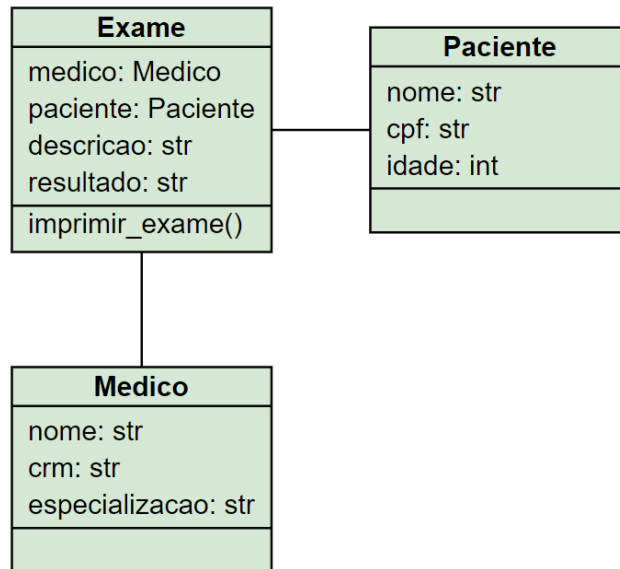 Exame
medico: Medico
paciente: Paciente
descricao: str
resultado: str
imprimir_exame()
Paciente
nome: str
cpf: str
idade: int
Medico
nome: str
crm: str
especializacao: str